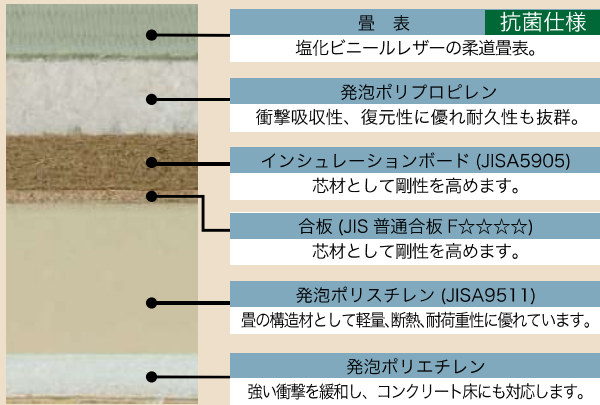 畳 表 抗菌仕様
塩化ビニールレザーの柔道畳表。
発泡ポリプロピレン
衝撃吸収性、復元性に優れ耐久性も抜群。
インシュレーションボード (JISA5905)
芯材として剛性を高めます。
合板 (JIS 普通合板 F☆☆☆☆)
芯材として剛性を高めます。
発泡ポリスチレン (JISA9511)
畳の構造材として軽量、断熱、耐荷重性に優れています。
発泡ポリエチレン
強い衝撃を緩和し、コンクリート床にも対応します。